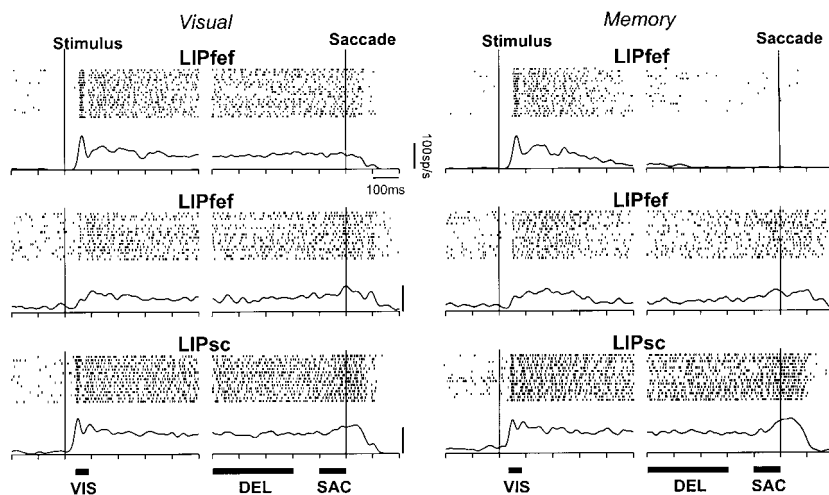 Visual
Memory
Stimulus
Saccade
LIPfef
Stimulus
Saccade
LIPfef
100sp/s
100ms
LIPfef
LIPfef
LIPsc
LIPsc
VIS
DEL
SAC
VIS
DEL
SAC